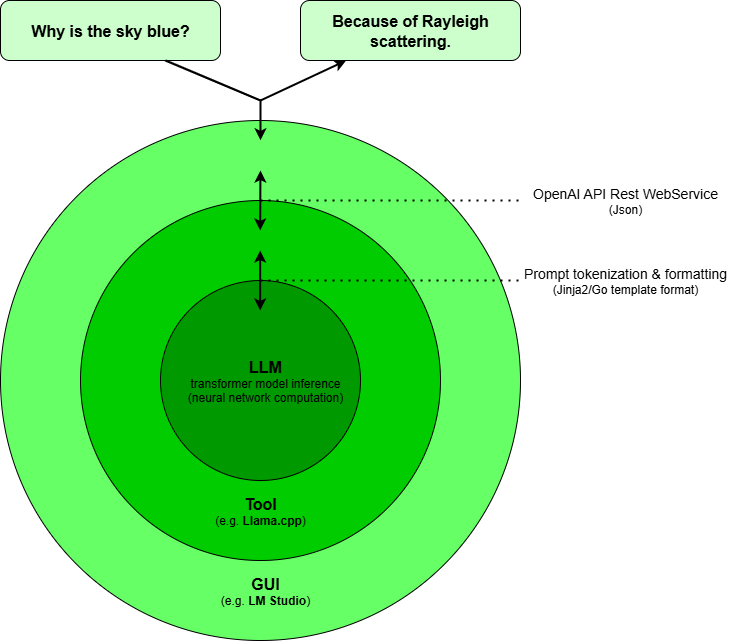 Why is the sky blue?
Because of Rayleigh
scattering.
OpenAI API Rest WebService
(Json)
Prompt tokenization & formatting
(Jinja2/Go template format)
LLM
transformer model inference
(neural network computation)
Tool
(e.g. Llama.cpp)
GUI
(e.g. LM Studio)